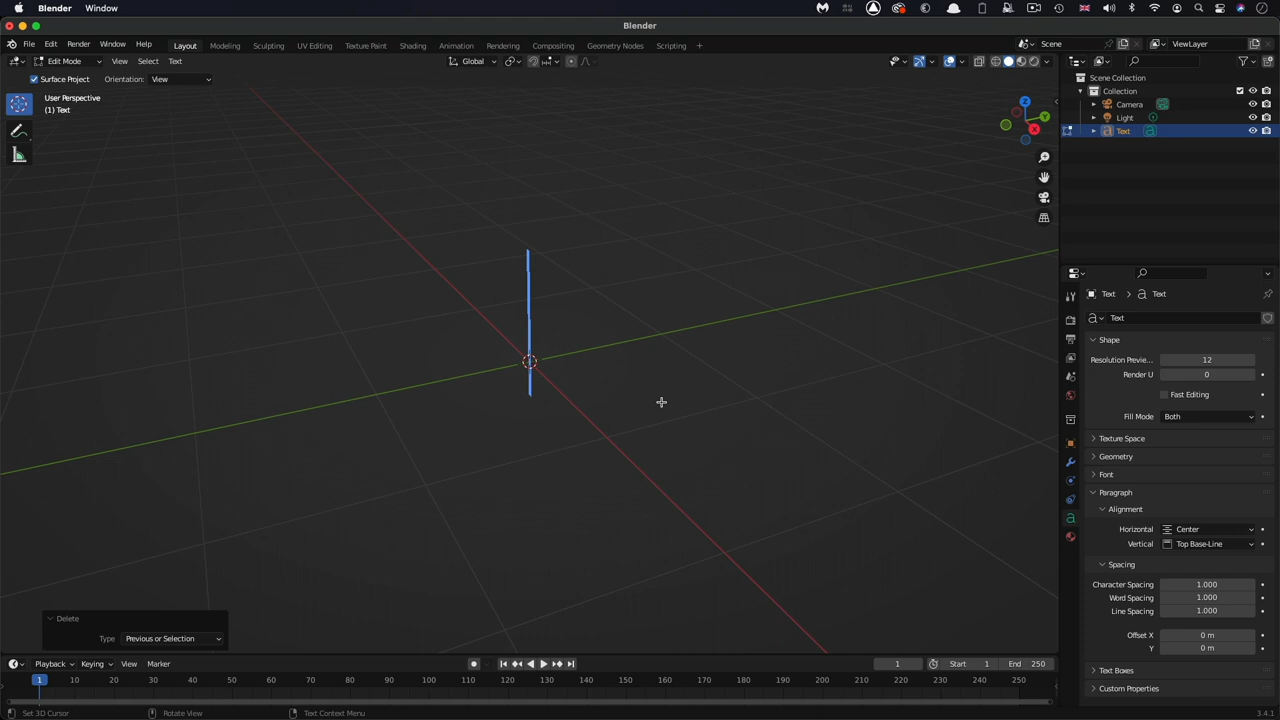 Blender Window
Blender
File Edit Render Window Help Layout Modeling Sculpting UV Editing Texture Paint Shading Animation Rendering Compositing Geometry Nodes Scripting + Scene ViewLayer
Edit Mode View Select Text Global
Surface Project Orientation: View
User Perspective
(1) Text
Z
Y
X
Scene Collection
Collection
Camera
Light
a Text a
a Text > a Text
a Text
Shape
Resolution Previe... 12
Render U 0
Fast Editing
Fill Mode Both
Texture Space
Geometry
Font
Paragraph
Alignment
Horizontal Center
Vertical Top Base-Line
Spacing
Character Spacing 1.000
Word Spacing 1.000
Line Spacing 1.000
Offset X 0 m
Y 0 m
Text Boxes
Custom Properties
Delete
Type Previous or Selection
Playback Keying View Marker 1 Start 1 End 250
1 10 20 30 40 50 60 70 80 90 100 110 120 130 140 150 160 170 180 190 200 210 220 230 240 250
Set 3D Cursor Rotate View Text Context Menu 3.4.1